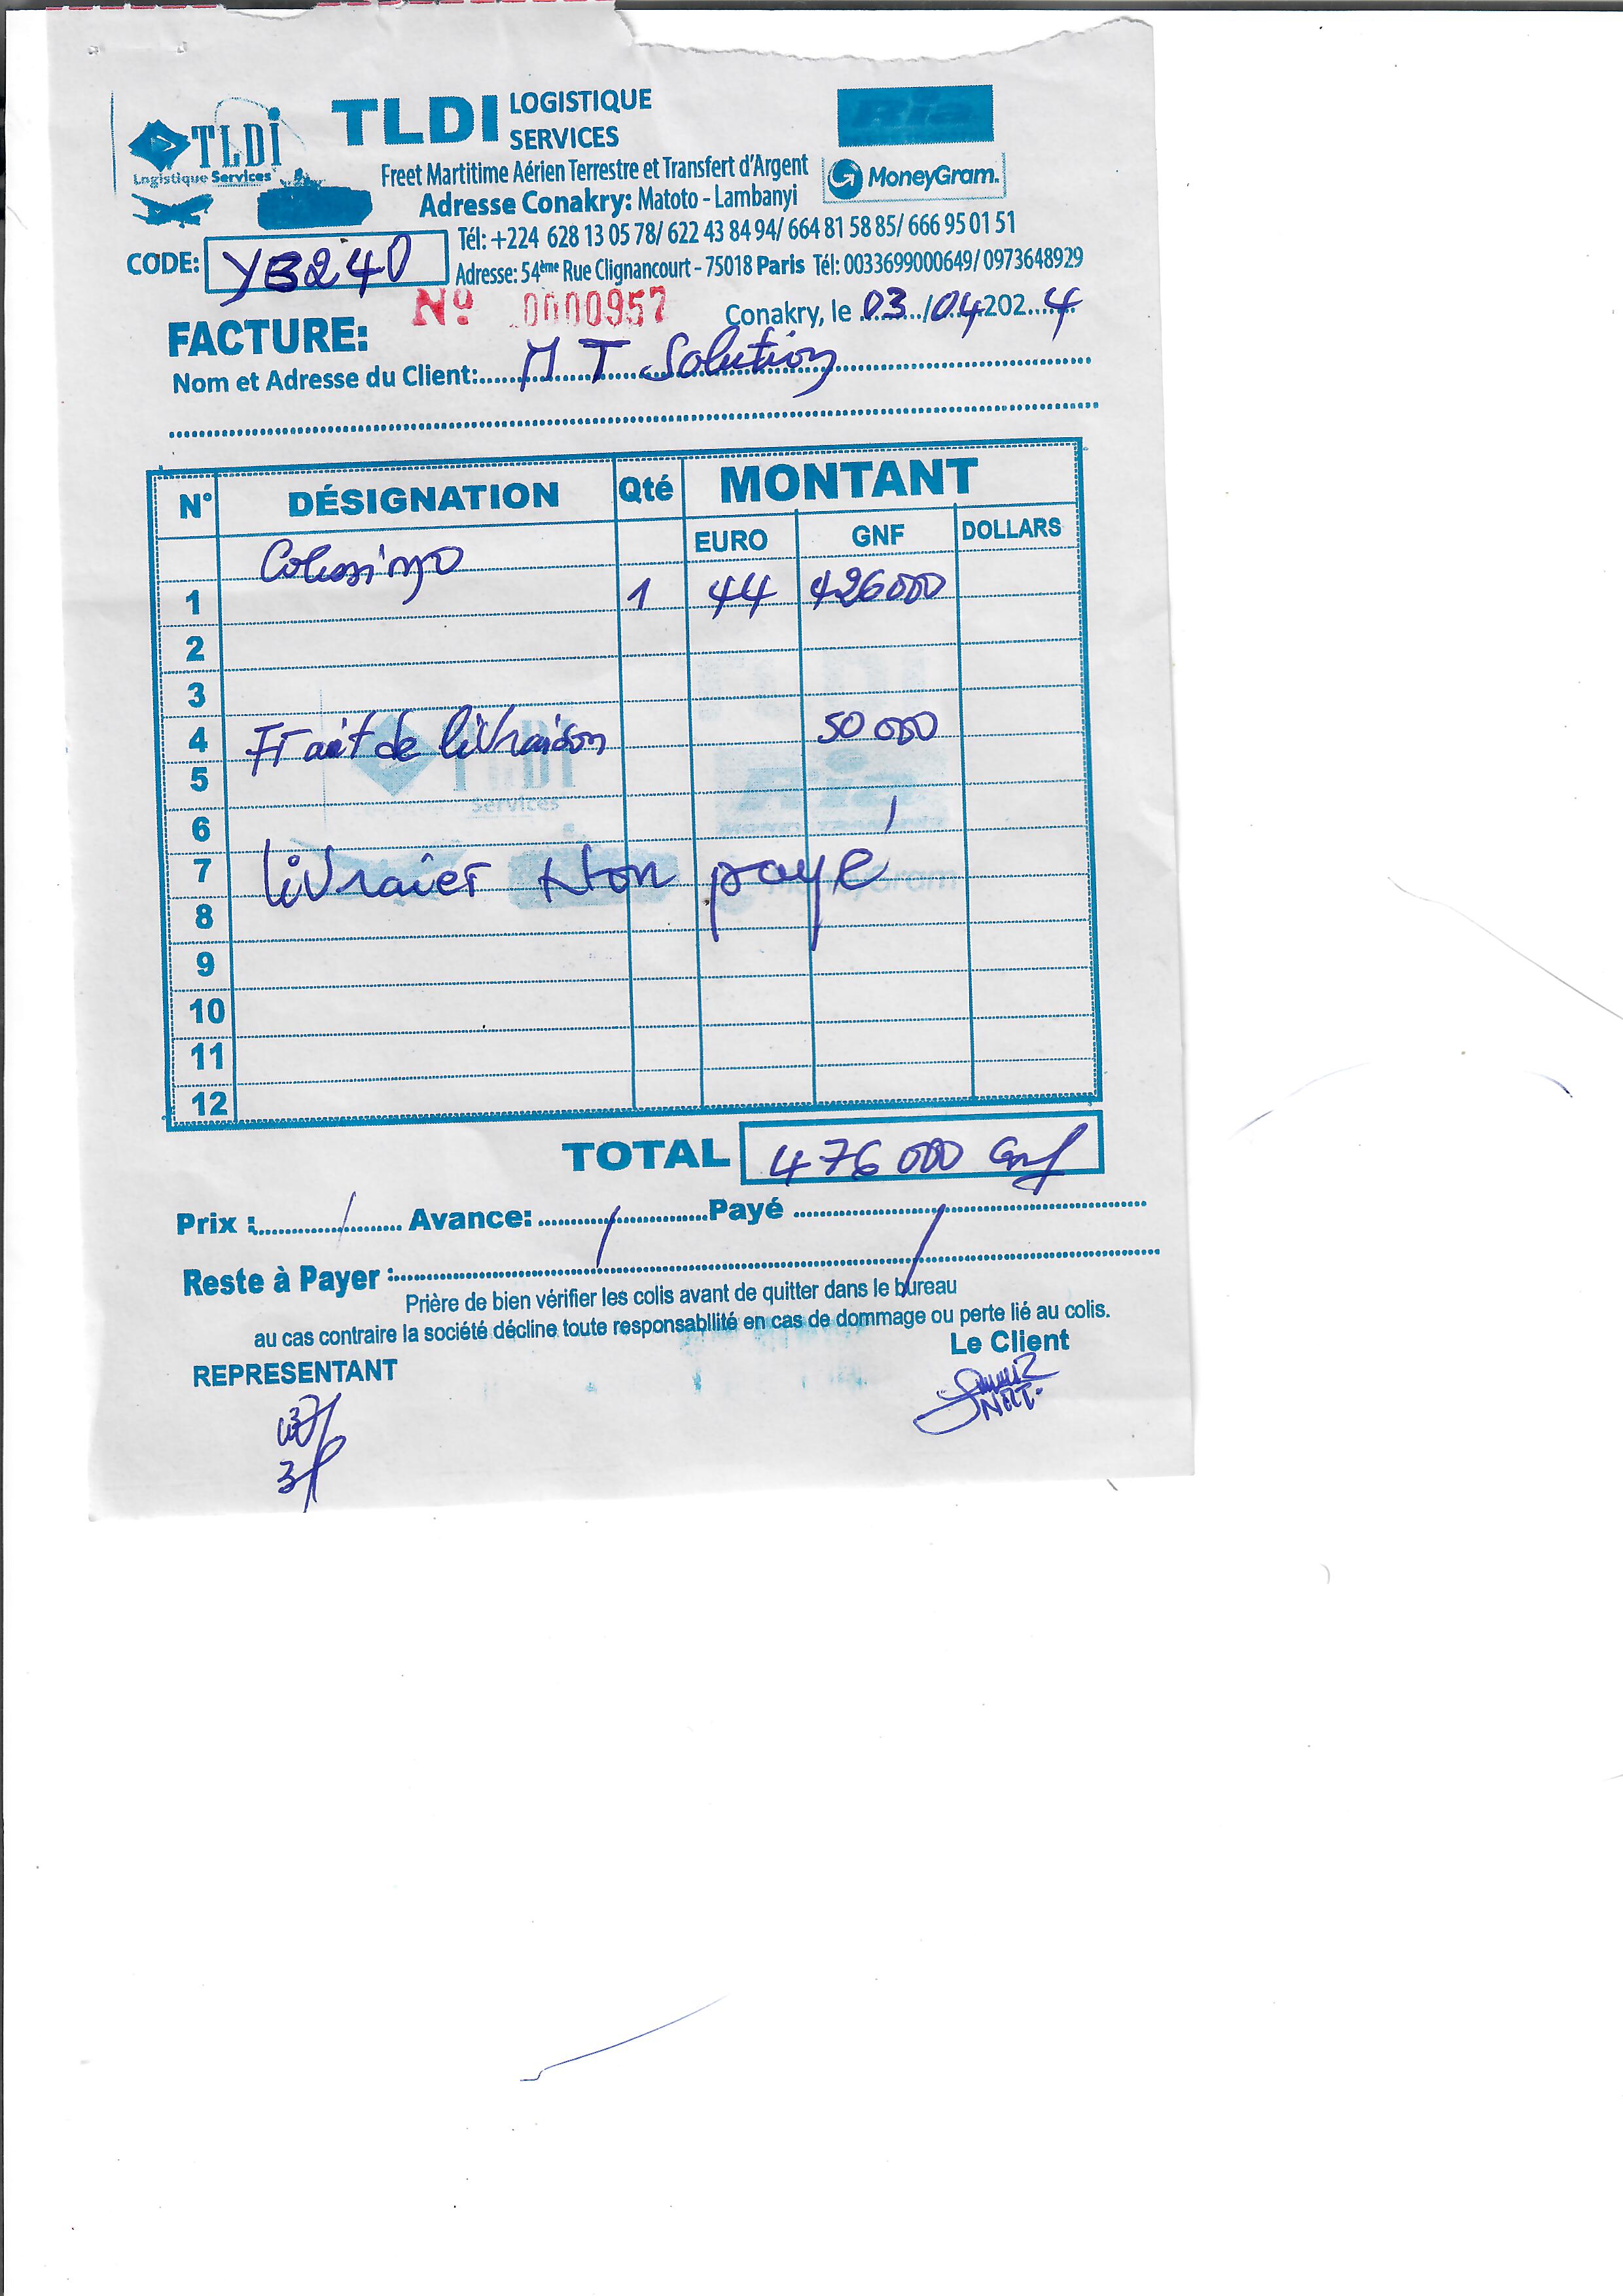 TLDi
Logistique Services
TLDI LOGISTIQUE SERVICES
Ria
MoneyGram.
Freet Martitime Aérien Terrestre et Transfert d'Argent
Adresse Conakry: Matoto - Lambanyi
Tél: +224 628 13 05 78/ 622 43 84 94/ 664 81 58 85/ 666 95 01 51
CODE: YB240
Adresse: 54ème Rue Clignancourt - 75018 Paris Tél: 0033699000649/ 0973648929
N° 0000957
Conakry, le 03/04 2024
FACTURE:
Nom et Adresse du Client: M T Solution
N° DÉSIGNATION Qté MONTANT
EURO GNF DOLLARS
1 1 44 426000
2
3
4 Frait de livraison 50 000
5
6
7 livraier Non payé
8
9
10
11
12
TOTAL 476 000 Gnf
Prix : / Avance: / Payé /
Reste à Payer :
Prière de bien vérifier les colis avant de quitter dans le bureau
au cas contraire la société décline toute responsabilité en cas de dommage ou perte lié au colis.
Le Client
REPRESENTANT